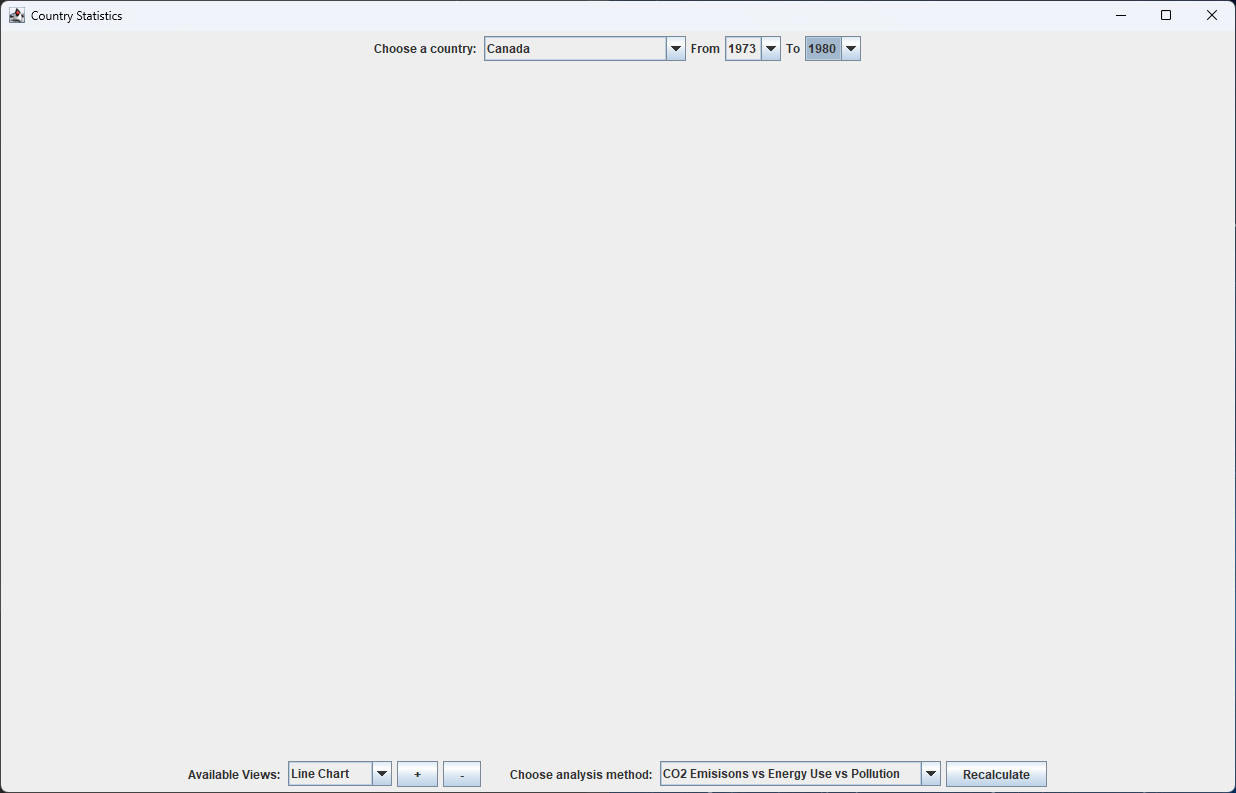 Country Statistics
Choose a country: Canada From 1973 To 1980
Available Views: Line Chart + - Choose analysis method: CO2 Emisisons vs Energy Use vs Pollution Recalculate